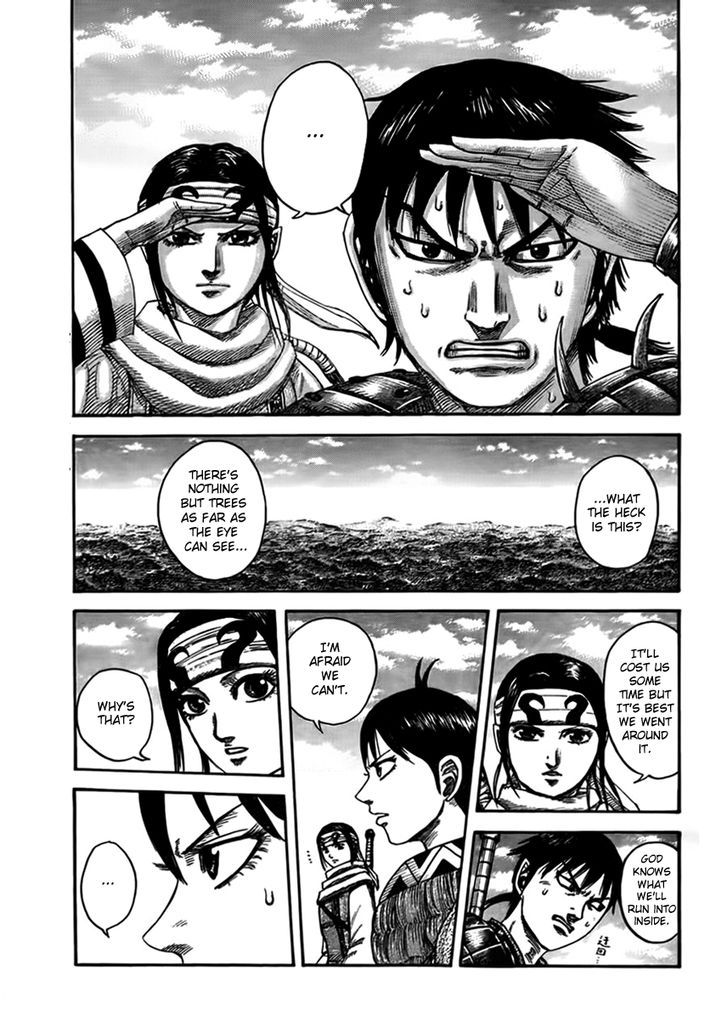 ...
...WHAT
THE HECK
IS THIS?
THERE'S
NOTHING
BUT TREES
AS FAR AS
THE EYE
CAN SEE...
IT'LL
COST US
SOME
TIME BUT
IT'S BEST
WE WENT
AROUND
IT.
GOD
KNOWS
WHAT
WE'LL
RUN INTO
INSIDE.
迂回…
I'M
AFRAID
WE
CAN'T.
...
WHY'S
THAT?
...